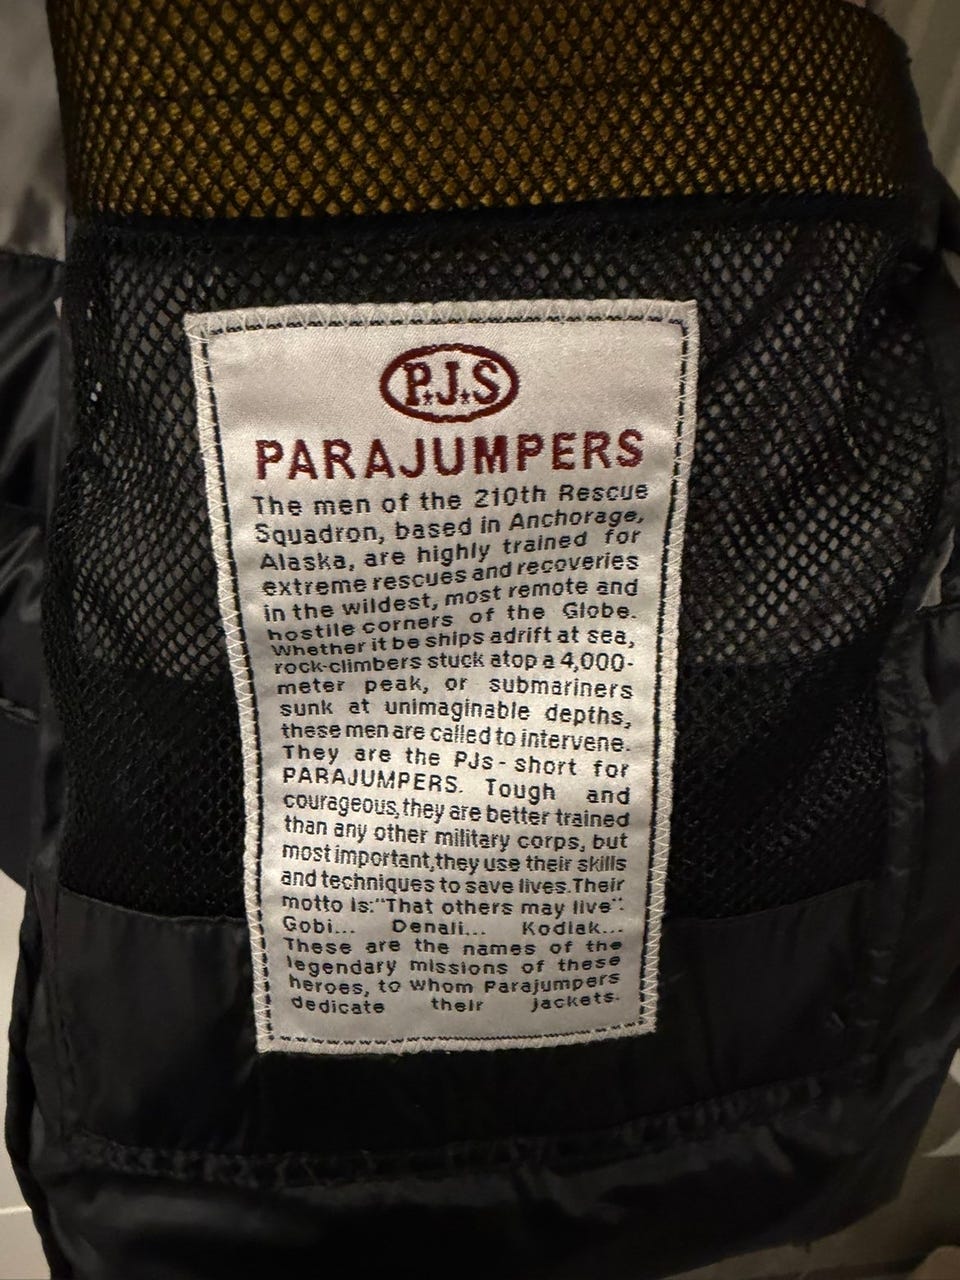 P.J.S
PARAJUMPERS
The men of the 210th Rescue
Squadron, based in Anchorage,
Alaska, are highly trained for
extreme rescues and recoveries
in the wildest, most remote and
hostile corners of the Globe.
Whether it be ships adrift at sea,
rock-climbers stuck atop a 4,000-
meter peak, or submariners
sunk at unimaginable depths,
these men are called to intervene.
They are the PJs - short for
PARAJUMPERS. Tough and
courageous, they are better trained
than any other military corps, but
most important, they use their skills
and techniques to save lives. Their
motto is: "That others may live".
Gobi... Denali... Kodiak...
These are the names of the
legendary missions of these
heroes, to whom Parajumpers
dedicate their jackets.